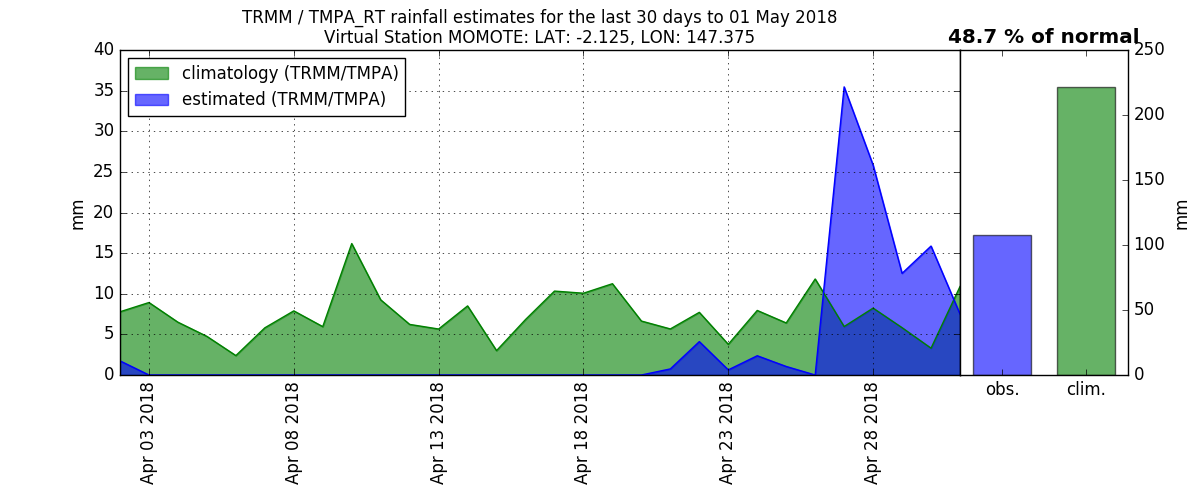 TRMM / TMPA_RT rainfall estimates for the last 30 days to 01 May 2018
Virtual Station MOMOTE: LAT: -2.125, LON: 147.375
48.7 % of normal
climatology (TRMM/TMPA)
estimated (TRMM/TMPA)
40
35
30
25
20
15
10
5
0
mm
Apr 03 2018
Apr 08 2018
Apr 13 2018
Apr 18 2018
Apr 23 2018
Apr 28 2018
obs.
clim.
250
200
150
100
50
0
mm